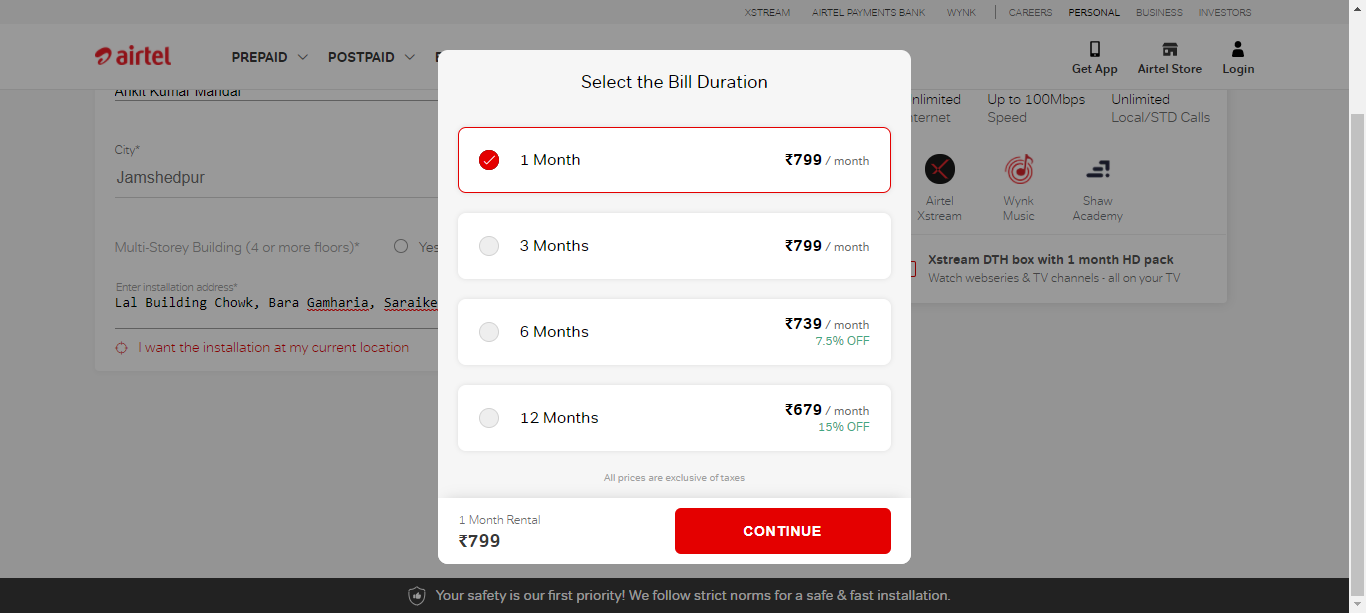 XSTREAM AIRTEL PAYMENTS BANK WYNK CAREERS PERSONAL BUSINESS INVESTORS
airtel PREPAID POSTPAID
Get App Airtel Store Login
Select the Bill Duration
1 Month ₹799 / month
3 Months ₹799 / month
6 Months ₹739 / month
7.5% OFF
12 Months ₹679 / month
15% OFF
All prices are exclusive of taxes
1 Month Rental
₹799
CONTINUE
Ankit Kumar Mandal
City*
Jamshedpur
Multi-Storey Building (4 or more floors)* Yes
Enter installation address*
Lal Building Chowk, Bara Gamharia, Saraike
I want the installation at my current location
Up to 100Mbps Unlimited
Speed Local/STD Calls
Airtel Wynk Shaw
Xstream Music Academy
Xstream DTH box with 1 month HD pack
Watch webseries & TV channels - all on your TV
Your safety is our first priority! We follow strict norms for a safe & fast installation.